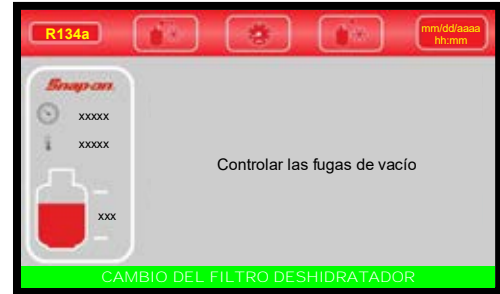 R134a
mm/dd/aaaa
hh:mm
Snap-on
xxxxx
xxxxx
Controlar las fugas de vacío
xxx
CAMBIO DEL FILTRO DESHIDRATADOR